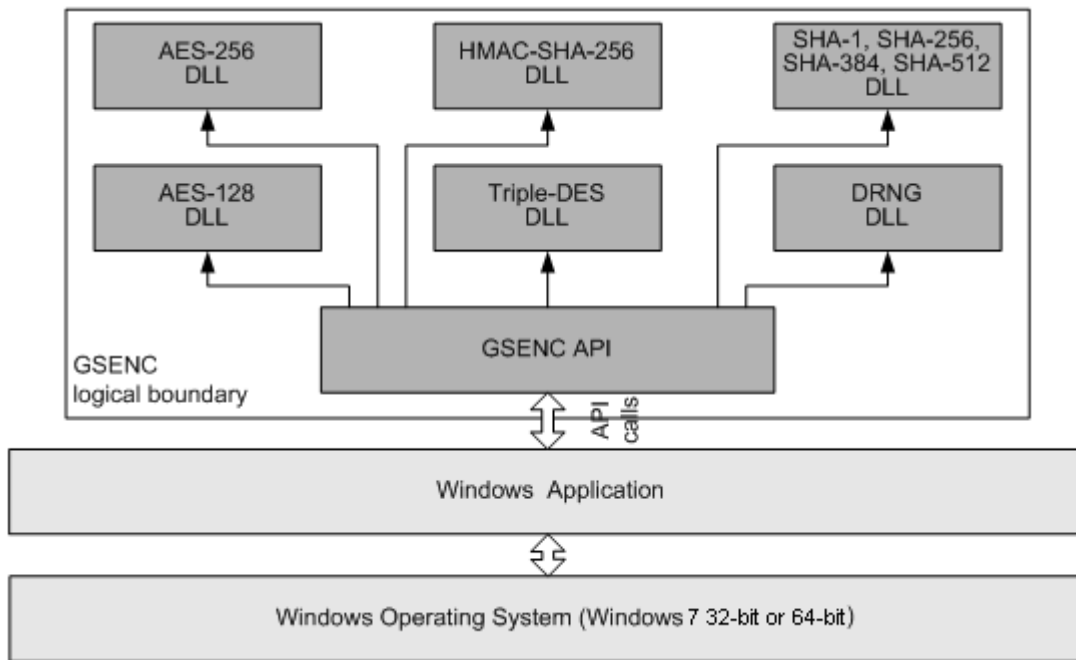 AES-256
DLL
HMAC-SHA-256
DLL
SHA-1, SHA-256,
SHA-384, SHA-512
DLL
AES-128
DLL
Triple-DES
DLL
DRNG
DLL
GSENC API
GSENC
logical boundary
API
calls
Windows Application
Windows Operating System (Windows 7 32-bit or 64-bit)